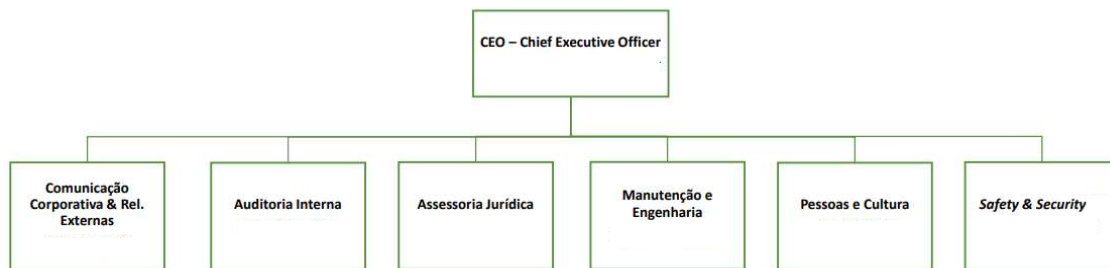 CEO – Chief Executive Officer
Comunicação
Corporativa & Rel.
Externas
Auditoria Interna
Assessoria Jurídica
Manutenção e
Engenharia
Pessoas e Cultura
Safety & Security